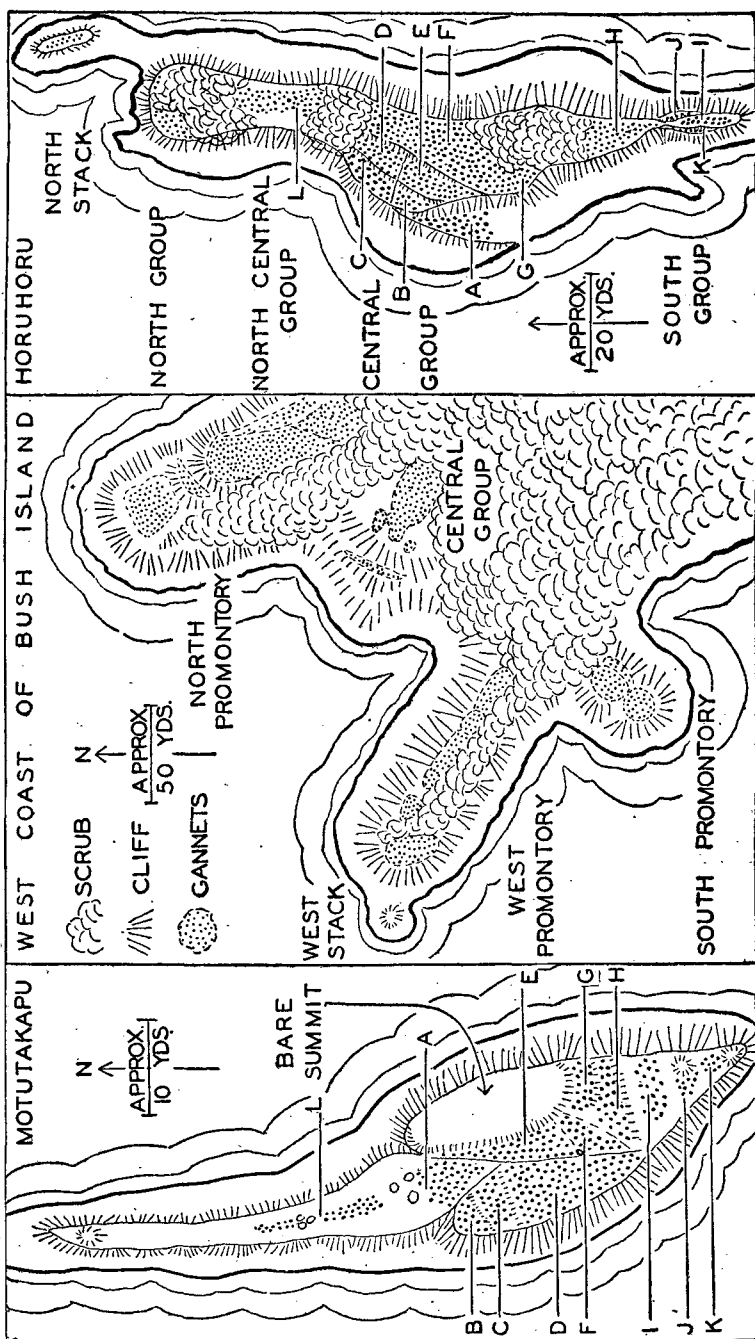 MOTUTAKAPU
N
APPROX.
10 YDS.
BARE
SUMMIT
L
A
B
C
D
E
F
G
H
I
J
K
WEST COAST OF BUSH ISLAND
SCRUB
CLIFF
GANNETS
N
APPROX
50 YDS.
NORTH
PROMONTORY
CENTRAL
GROUP
WEST
STACK
WEST
PROMONTORY
SOUTH PROMONTORY
HORUHORU
NORTH
STACK
NORTH GROUP
NORTH CENTRAL
GROUP
L
D
E
F
C
B
A
G
CENTRAL
GROUP
APPROX
20 YDS.
SOUTH
GROUP
H
J
I
K